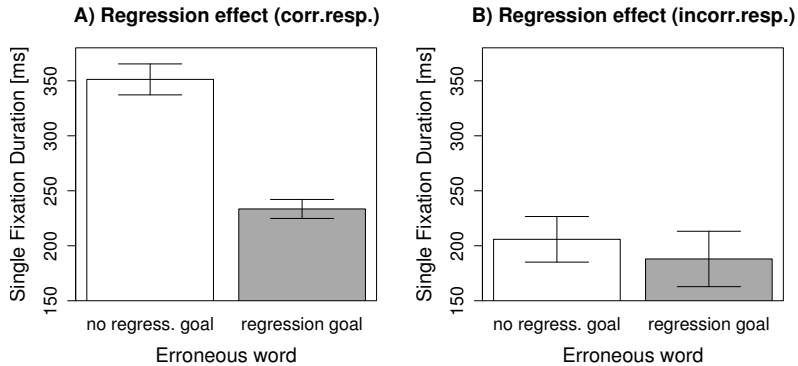 A) Regression effect (corr.resp.)
Single Fixation Duration [ms]
350
300
250
200
150
no regress. goal
regression goal
Erroneous word
B) Regression effect (incorr.resp.)
Single Fixation Duration [ms]
350
300
250
200
150
no regress. goal
regression goal
Erroneous word